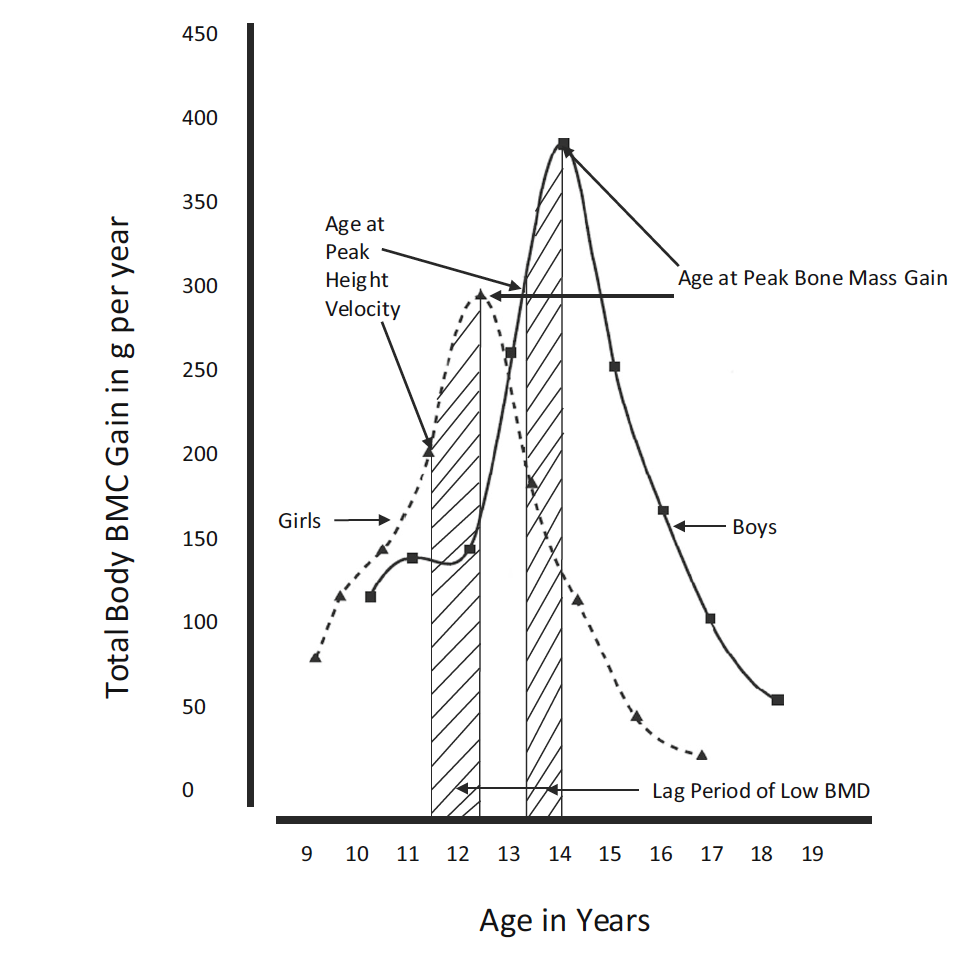 450
400
350
300
250
200
150
100
50
0
Total Body BMC Gain in g per year
Age at
Peak
Height
Velocity
Age at Peak Bone Mass Gain
Girls
Boys
Lag Period of Low BMD
9 10 11 12 13 14 15 16 17 18 19
Age in Years